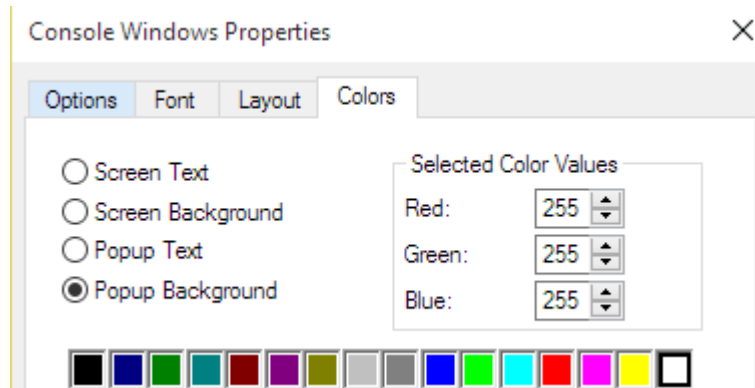 Console Windows Properties
Options Font Layout Colors
Screen Text
Screen Background
Popup Text
Popup Background
Selected Color Values
Red: 255
Green: 255
Blue: 255